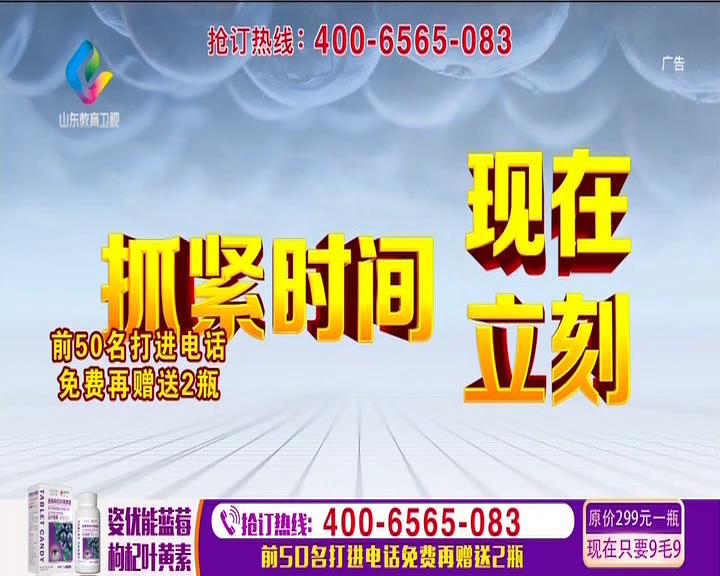 抢订热线：400-6565-083
广告
山东教育卫视
现在
抓紧时间
立刻
前50名打进电话
免费再赠送2瓶
TABLET CANDY
姿优能蓝莓
枸杞叶黄素
抢订热线：400-6565-083
前50名打进电话免费再赠送2瓶
原价299元一瓶
现在只要9毛9